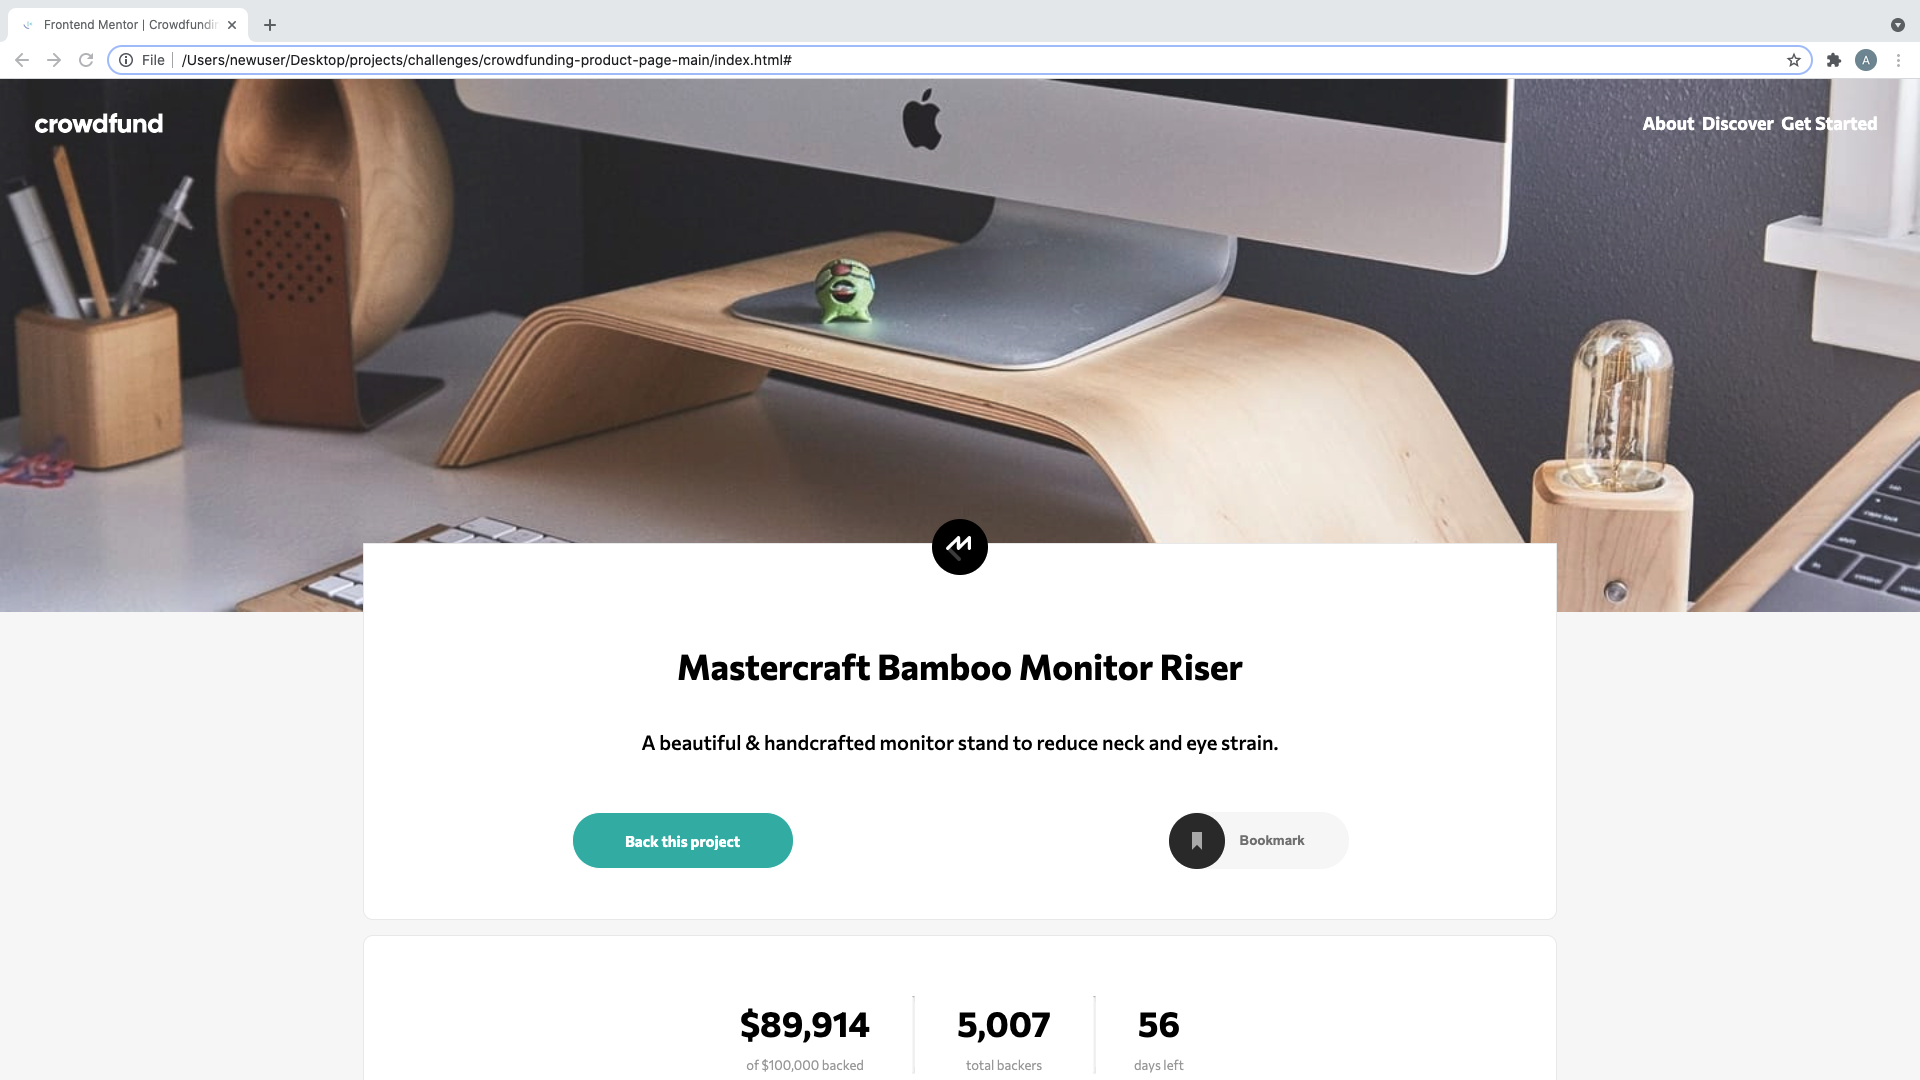 Frontend Mentor | Crowdfundin
File
/Users/newuser/Desktop/projects/challenges/crowdfunding-product-page-main/index.html#
A
crowdfund
About Discover Get Started
Mastercraft Bamboo Monitor Riser
A beautiful & handcrafted monitor stand to reduce neck and eye strain.
Back this project
Bookmark
$89,914 5,007 56
of $100,000 backed total backers days left